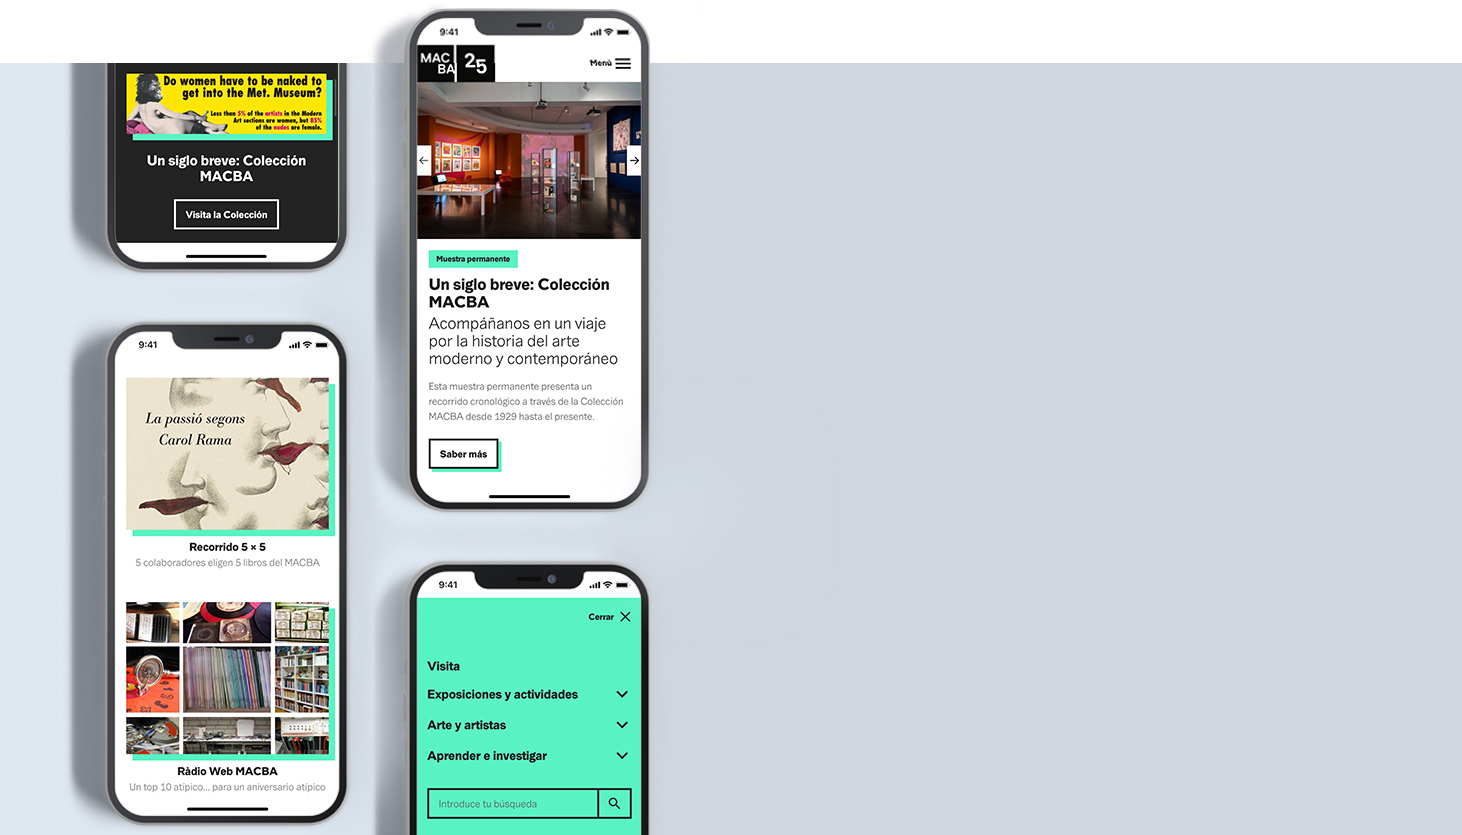 Do women have to be naked to
get into the Met. Museum?
Less than 5% of the artists in the Modern
Art sections are women, but 85%
of the nudes are female.
Un siglo breve: Colección
MACBA
Visita la Colección
9:41
La passió segons
Carol Rama
Recorrido 5 × 5
5 colaboradores eligen 5 libros del MACBA
Ràdio Web MACBA
Un top 10 atípico... para un aniversario atípico
9:41
MAC
BA
25
Menú
Muestra permanente
Un siglo breve: Colección
MACBA
Acompáñanos en un viaje
por la historia del arte
moderno y contemporáneo
Esta muestra permanente presenta un
recorrido cronológico a través de la Colección
MACBA desde 1929 hasta el presente.
Saber más
9:41
Cerrar
Visita
Exposiciones y actividades
Arte y artistas
Aprender e investigar
Introduce tu búsqueda